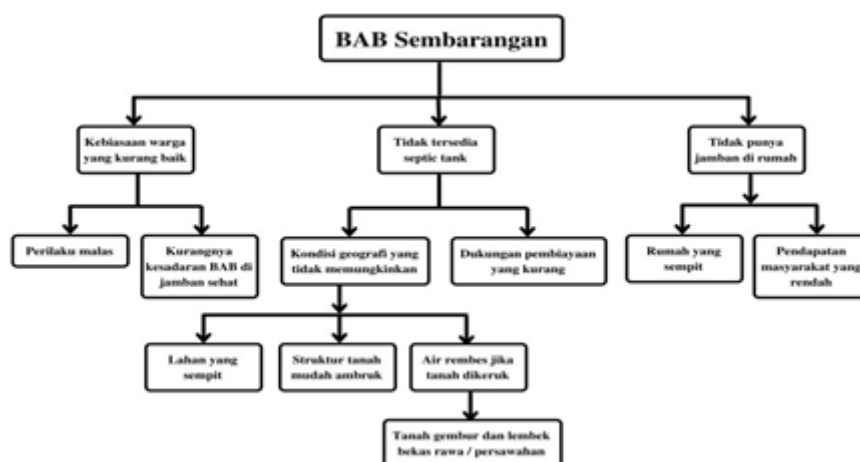 BAB Sembarangan
Kebiasaan warga
yang kurang baik
Tidak tersedia
septic tank
Tidak punya
jamban di rumah
Perilaku malas
Kurangnya
kesadaran BAB di
jamban sehat
Kondisi geografi yang
tidak memungkinkan
Dukungan pembiayaan
yang kurang
Rumah yang
sempit
Pendapatan
masyarakat yang
rendah
Lahan yang
sempit
Struktur tanah
mudah ambruk
Air rembes jika
tanah dikeruk
Tanah gembur dan lembek
bekas rawa / persawahan